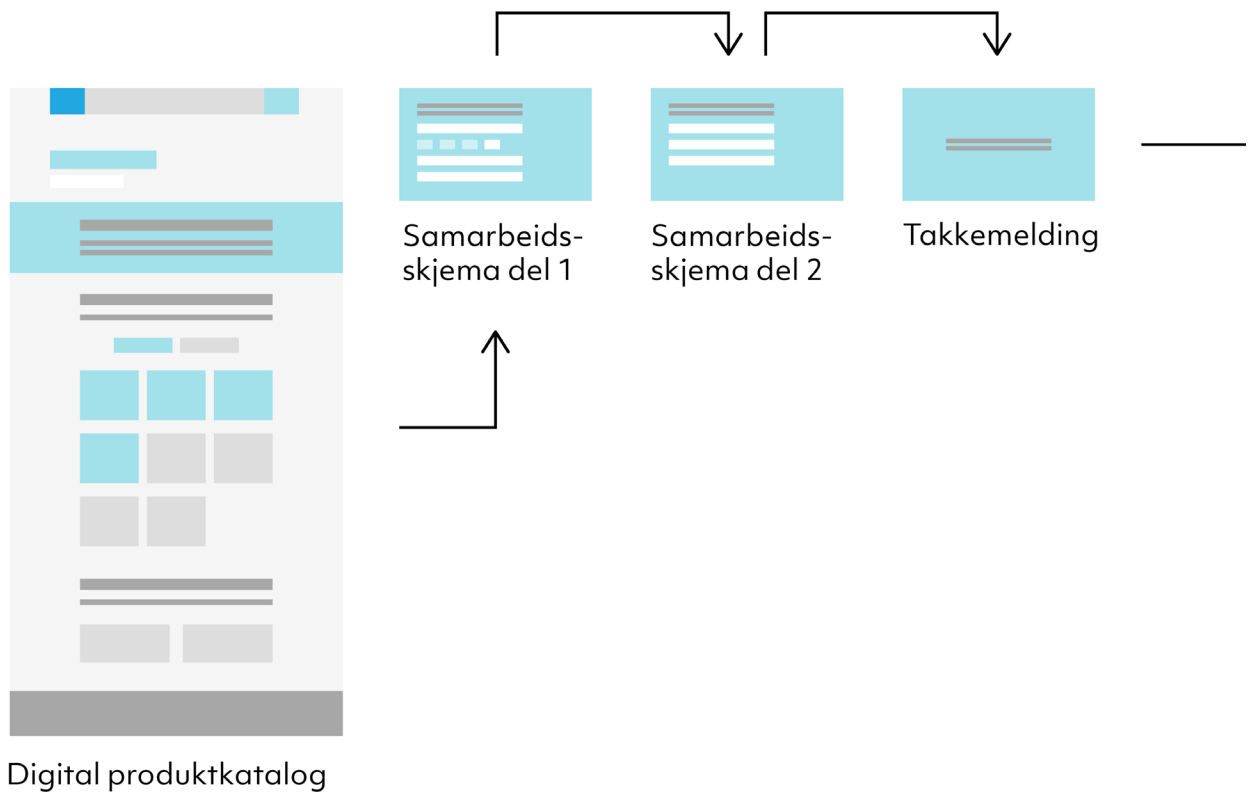 Samarbeids-
skjema del 1
Samarbeids-
skjema del 2
Takkemelding
Digital produktkatalog